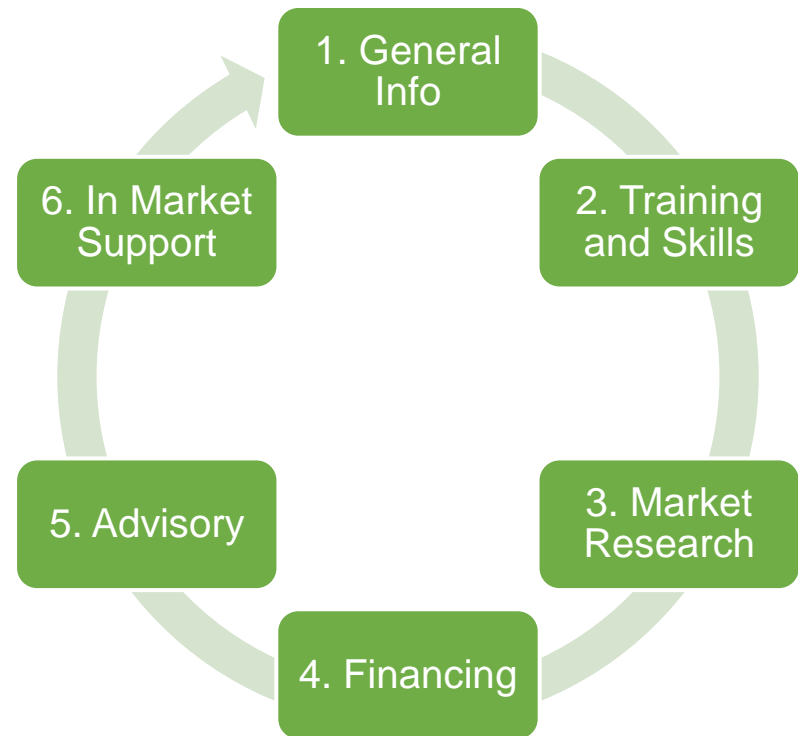 1. General
Info
2. Training
and Skills
3. Market
Research
4. Financing
5. Advisory
6. In Market
Support